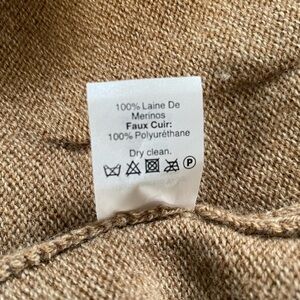 100% Laine De
Merinos
Faux Cuir:
100% Polyuréthane
Dry clean.
P